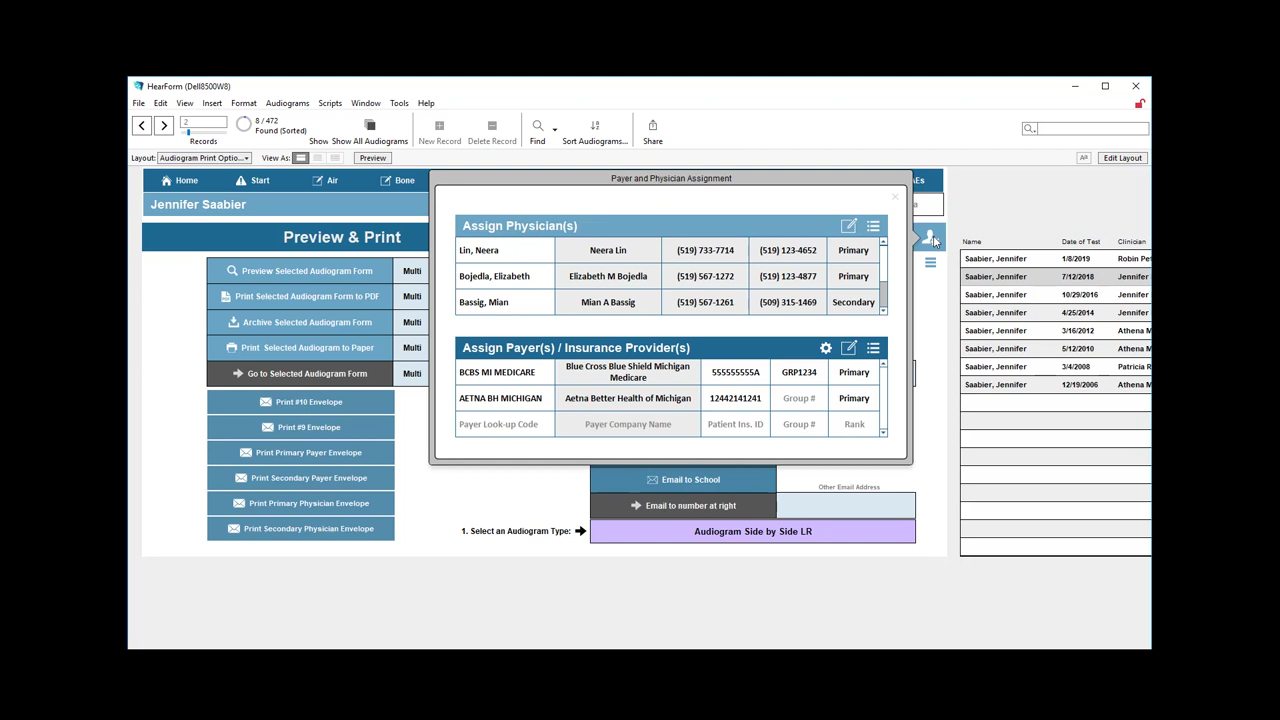 HearForm (Dell8500W8)
File Edit View Insert Format Audiograms Scripts Window Tools Help
2
8 / 472
Found (Sorted)
Records
Show Show All Audiograms New Record Delete Record Find Sort Audiograms... Share
Layout: Audiogram Print Optio... View As: Preview Edit Layout
Home Start Air Bone
AEs
Payer and Physician Assignment
Jennifer Saabier
a
Preview & Print
Preview Selected Audiogram Form Multi
Print Selected Audiogram Form to PDF Multi
Archive Selected Audiogram Form Multi
Print Selected Audiogram to Paper Multi
Go to Selected Audiogram Form Multi
Print #10 Envelope
Print #9 Envelope
Print Primary Payer Envelope
Print Secondary Payer Envelope
Print Primary Physician Envelope
Print Secondary Physician Envelope
Assign Physician(s)
Lin, Neera Neera Lin (519) 733-7714 (519) 123-4652 Primary
Bojedla, Elizabeth Elizabeth M Bojedla (519) 567-1272 (519) 123-4877 Primary
Bassig, Mian Mian A Bassig (519) 567-1261 (509) 315-1469 Secondary
Assign Payer(s) / Insurance Provider(s)
BCBS MI MEDICARE Blue Cross Blue Shield Michigan
Medicare 555555555A GRP1234 Primary
AETNA BH MICHIGAN Aetna Better Health of Michigan 12442141241 Group # Primary
Payer Look-up Code Payer Company Name Patient Ins. ID Group # Rank
Email to School
Other Email Address
Email to number at right
1. Select an Audiogram Type: Audiogram Side by Side LR
Name Date of Test Clinician
Saabier, Jennifer 1/8/2019 Robin Pet
Saabier, Jennifer 7/12/2018 Jennifer
Saabier, Jennifer 10/29/2016 Jennifer
Saabier, Jennifer 4/25/2014 Jennifer
Saabier, Jennifer 3/16/2012 Athena M
Saabier, Jennifer 5/12/2010 Athena M
Saabier, Jennifer 3/4/2008 Patricia R
Saabier, Jennifer 12/19/2006 Athena M